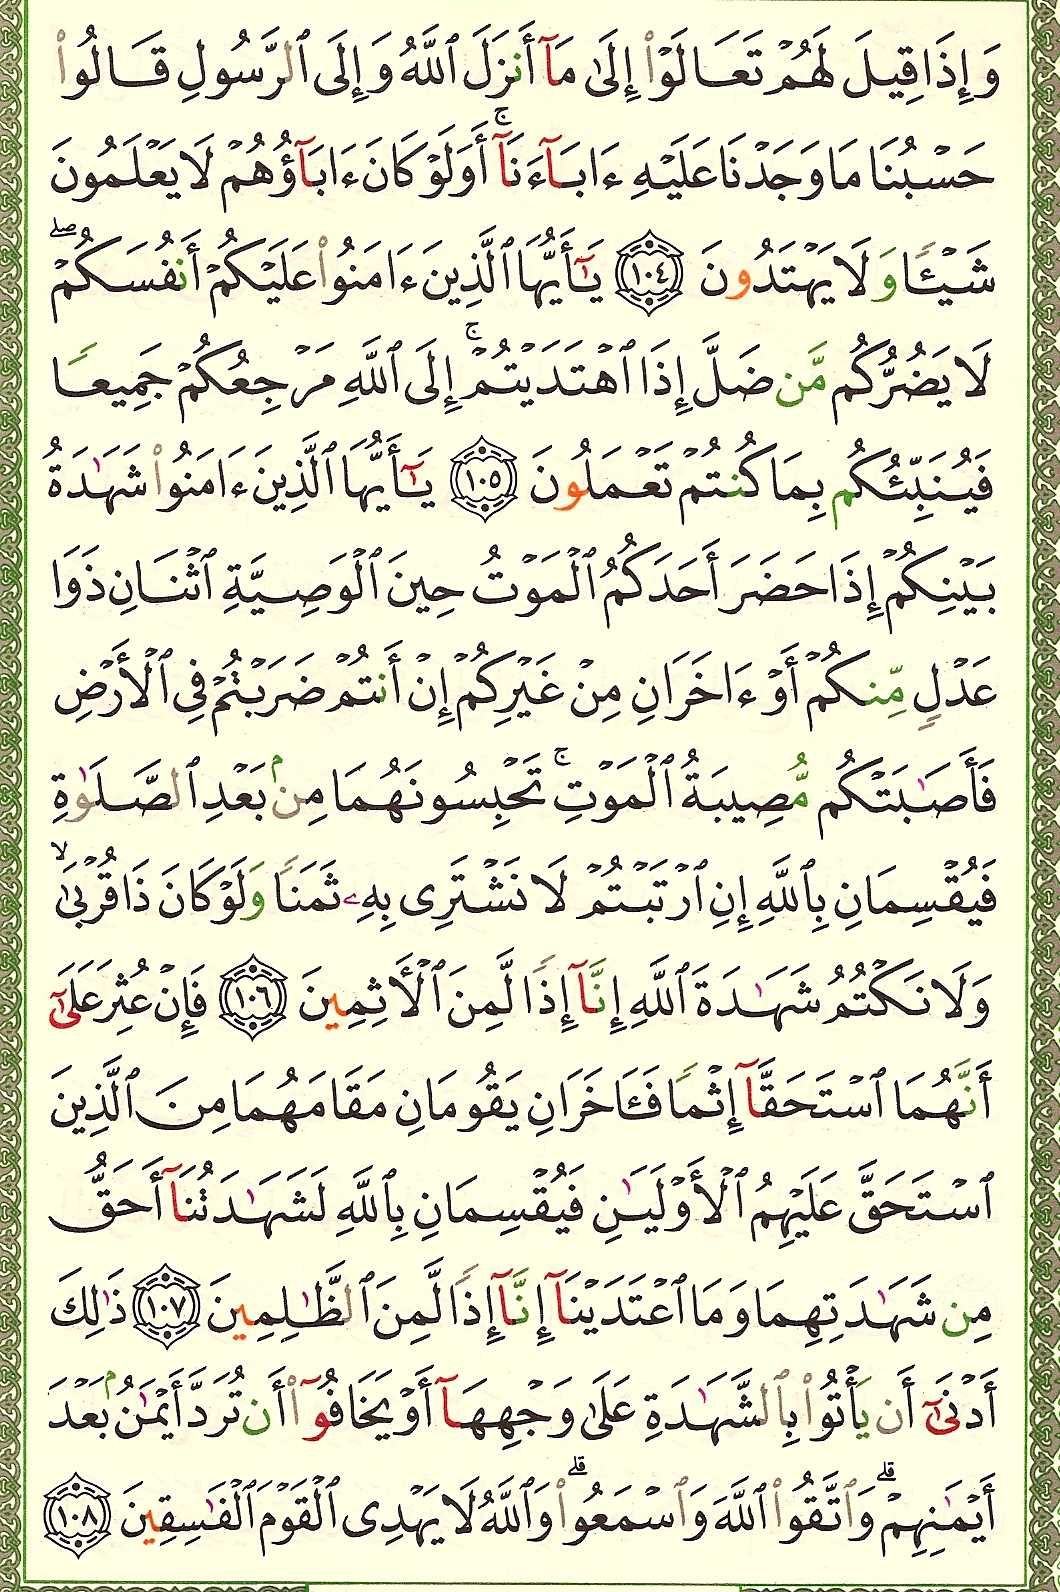 وَإِذَا قِيلَ لَهُمْ تَعَالَوْا۟ إِلَىٰ مَآ أَنزَلَ ٱللَّهُ وَإِلَى ٱلرَّسُولِ قَالُوا۟
حَسْبُنَا مَا وَجَدْنَا عَلَيْهِ ءَابَآءَنَآ ۚ أَوَلَوْ كَانَ ءَابَآؤُهُمْ لَا يَعْلَمُونَ
شَيْـًٔا وَلَا يَهْتَدُونَ ١٠٤ يَـٰٓأَيُّهَا ٱلَّذِينَ ءَامَنُوا۟ عَلَيْكُمْ أَنفُسَكُمْ ۖ
لَا يَضُرُّكُم مَّن ضَلَّ إِذَا ٱهْتَدَيْتُمْ ۚ إِلَى ٱللَّهِ مَرْجِعُكُمْ جَمِيعًا
فَيُنَبِّئُكُم بِمَا كُنتُمْ تَعْمَلُونَ ١٠٥ يَـٰٓأَيُّهَا ٱلَّذِينَ ءَامَنُوا۟ شَهَـٰدَةُ
بَيْنِكُمْ إِذَا حَضَرَ أَحَدَكُمُ ٱلْمَوْتُ حِينَ ٱلْوَصِيَّةِ ٱثْنَانِ ذَوَا
عَدْلٍ مِّنكُمْ أَوْ ءَاخَرَانِ مِنْ غَيْرِكُمْ إِنْ أَنتُمْ ضَرَبْتُمْ فِى ٱلْأَرْضِ
فَأَصَـٰبَتْكُم مُّصِيبَةُ ٱلْمَوْتِ ۚ تَحْبِسُونَهُمَا مِنۢ بَعْدِ ٱلصَّلَوٰةِ
فَيُقْسِمَانِ بِٱللَّهِ إِنِ ٱرْتَبْتُمْ لَا نَشْتَرِى بِهِۦ ثَمَنًا وَلَوْ كَانَ ذَا قُرْبَىٰ ۙ
وَلَا نَكْتُمُ شَهَـٰدَةَ ٱللَّهِ إِنَّآ إِذًا لَّمِنَ ٱلْـَٔاثِمِينَ ١٠٦ فَإِنْ عُثِرَ عَلَىٰٓ
أَنَّهُمَا ٱسْتَحَقَّآ إِثْمًا فَـَٔاخَرَانِ يَقُومَانِ مَقَامَهُمَا مِنَ ٱلَّذِينَ
ٱسْتَحَقَّ عَلَيْهِمُ ٱلْأَوْلَيَـٰنِ فَيُقْسِمَانِ بِٱللَّهِ لَشَهَـٰدَتُنَآ أَحَقُّ
مِن شَهَـٰدَتِهِمَا وَمَا ٱعْتَدَيْنَآ إِنَّآ إِذًا لَّمِنَ ٱلظَّـٰلِمِينَ ١٠٧ ذَٰلِكَ
أَدْنَىٰٓ أَن يَأْتُوا۟ بِٱلشَّهَـٰدَةِ عَلَىٰ وَجْهِهَآ أَوْ يَخَافُوٓا۟ أَن تُرَدَّ أَيْمَـٰنٌۢ بَعْدَ
أَيْمَـٰنِهِمْ ۗ وَٱتَّقُوا۟ ٱللَّهَ وَٱسْمَعُوا۟ ۗ وَٱللَّهُ لَا يَهْدِى ٱلْقَوْمَ ٱلْفَـٰسِقِينَ ١٠٨